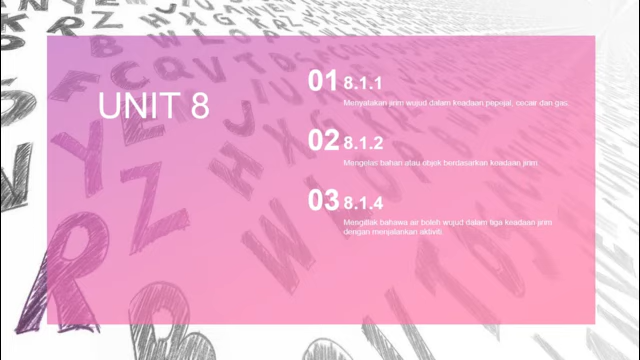 UNIT 8
01 8.1.1
Menyatakan jirim wujud dalam keadaan pepejal, cecair dan gas.
02 8.1.2
Mengelas bahan atau objek berdasarkan keadaan jirim
03 8.1.4
Mengitlak bahawa air boleh wujud dalam tiga keadaan jirim
dengan menjalankan aktiviti